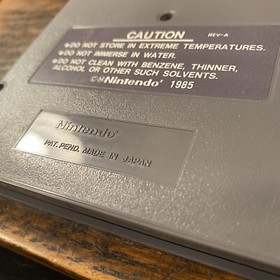 CAUTION
REV-A
●DO NOT STORE IN EXTREME TEMPERATURES.
●DO NOT IMMERSE IN WATER.
●DO NOT CLEAN WITH BENZENE, THINNER,
ALCOHOL OR OTHER SUCH SOLVENTS.
©Ⓜ Nintendo® 1985
Nintendo®
PAT. PEND. MADE IN JAPAN